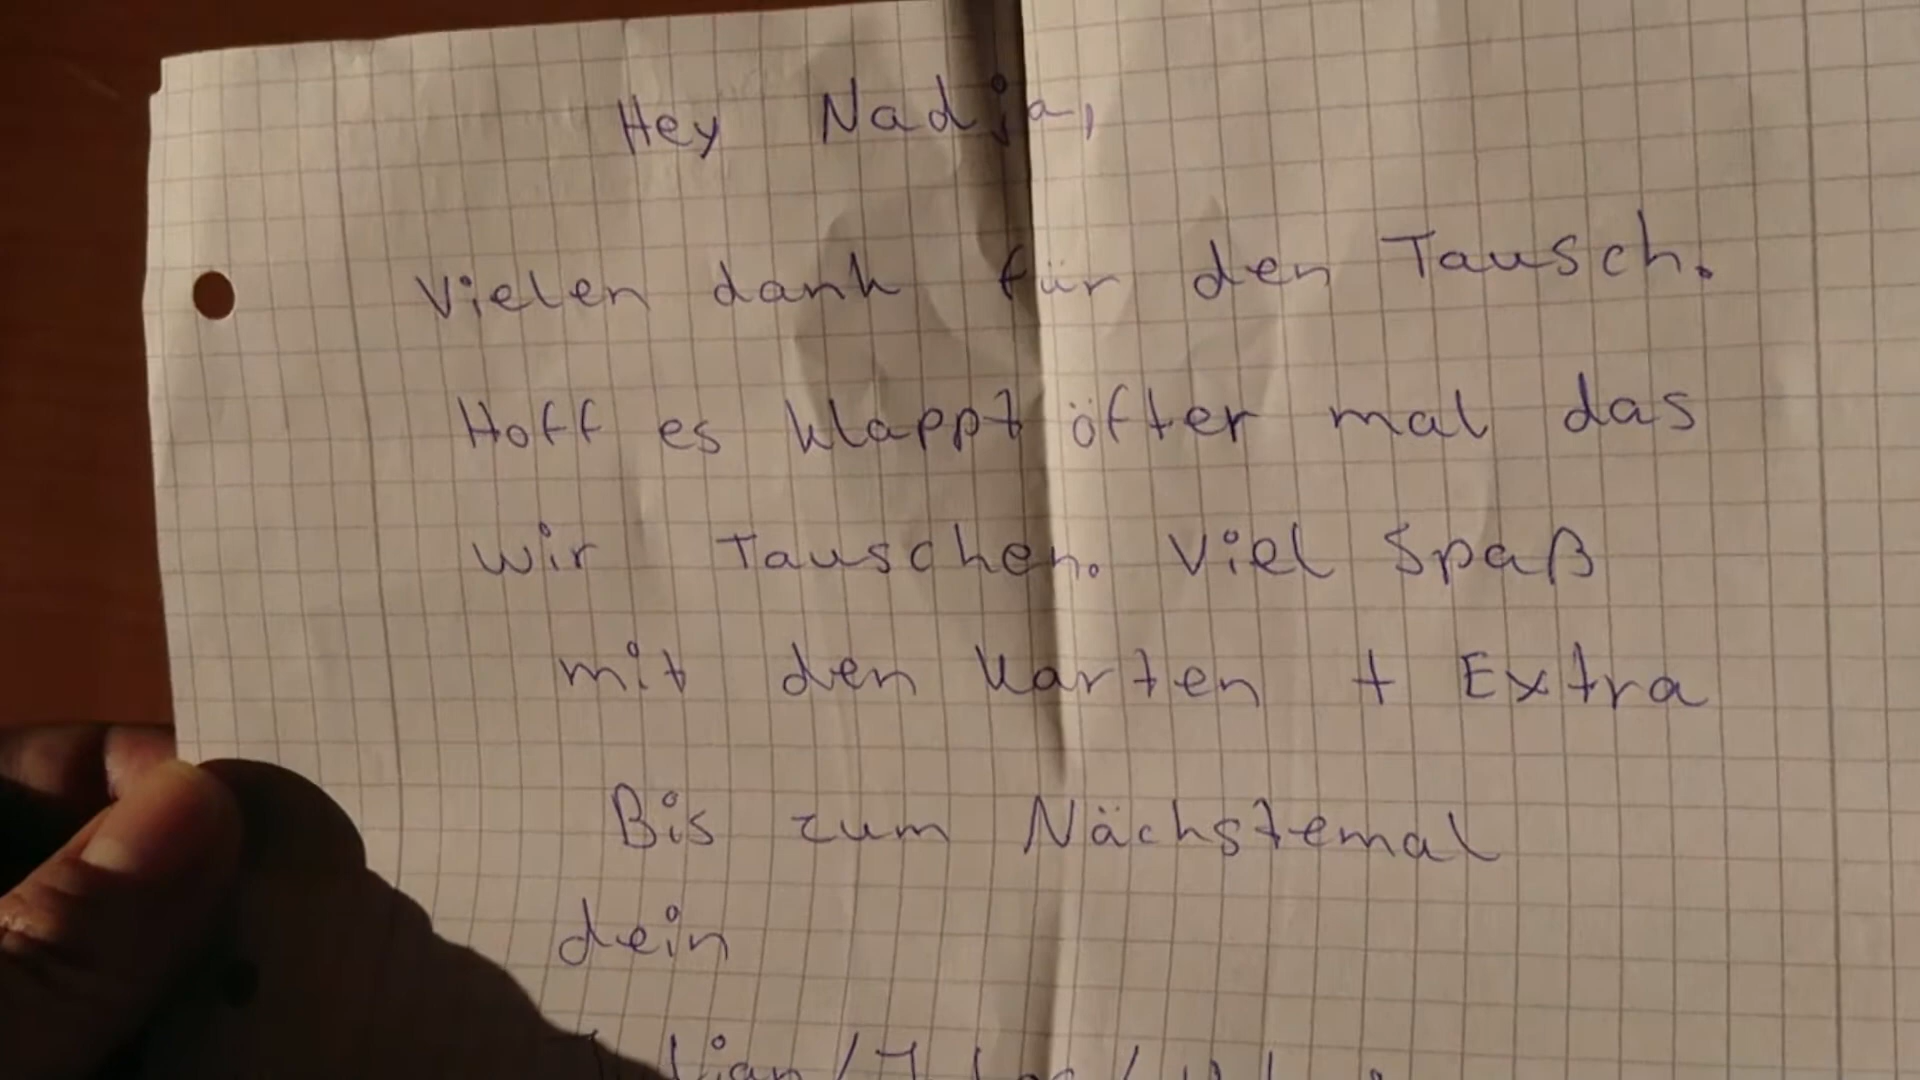 Hey Nadja,
Vielen dank für den Tausch.
Hoff es klappt öfter mal das
wir Tauschen. Viel Spaß
mit den Karten + Extra
Bis zum Nächstemal
dein